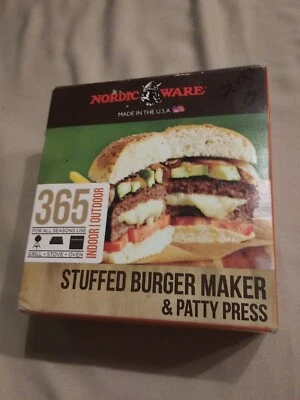 NORDIC WARE
MADE IN THE U.S.A.
365
FOR ALL SEASONS USE
INDOOR | OUTDOOR
GRILL • STOVE • OVEN
STUFFED BURGER MAKER
& PATTY PRESS